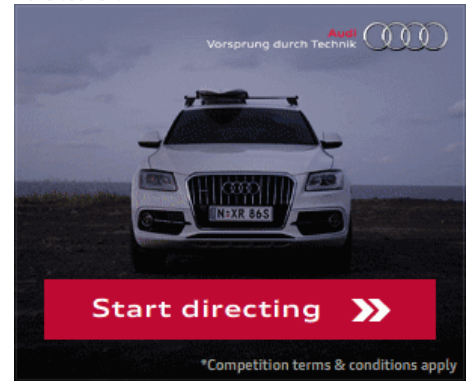 Audi
Vorsprung durch Technik
N:XR 86S
Start directing
*Competition terms & conditions apply